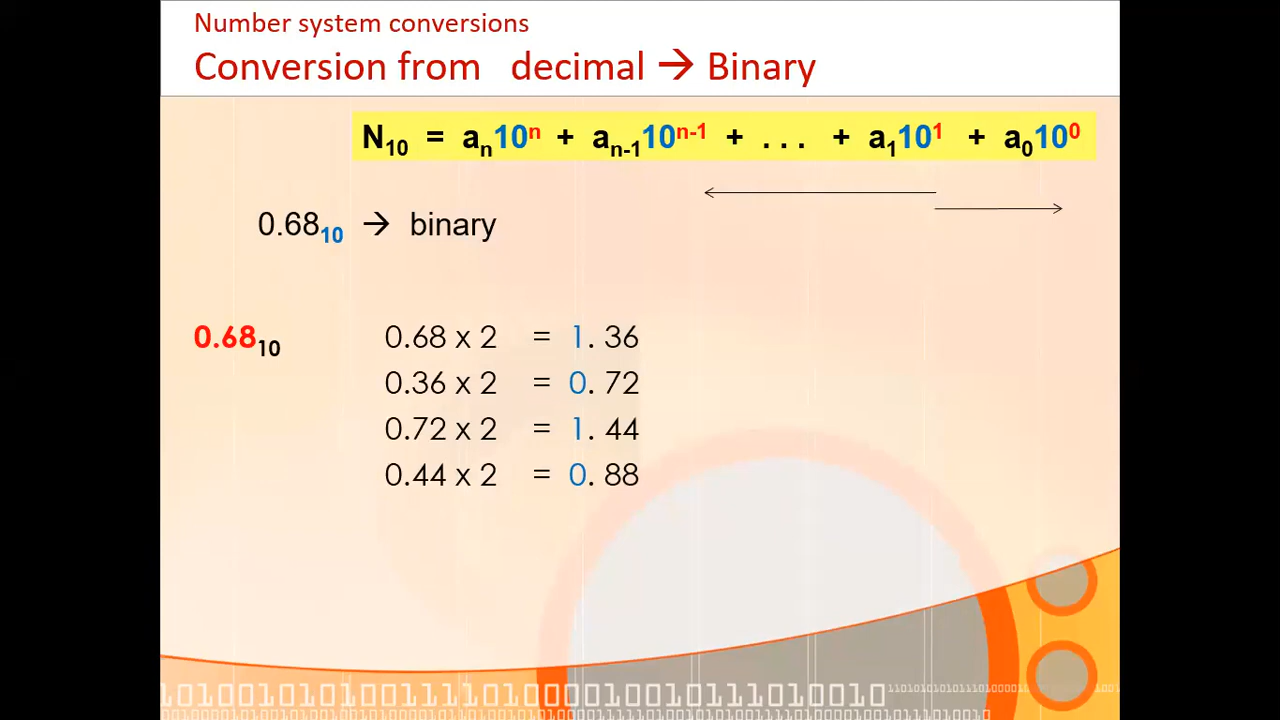 Number system conversions
Conversion from decimal → Binary
N₁₀ = aₙ10ⁿ + aₙ₋₁10ⁿ⁻¹ + . . . + a₁10¹ + a₀10⁰
0.68₁₀ → binary
0.68₁₀ 0.68 x 2 = 1. 36
0.36 x 2 = 0. 72
0.72 x 2 = 1. 44
0.44 x 2 = 0. 88